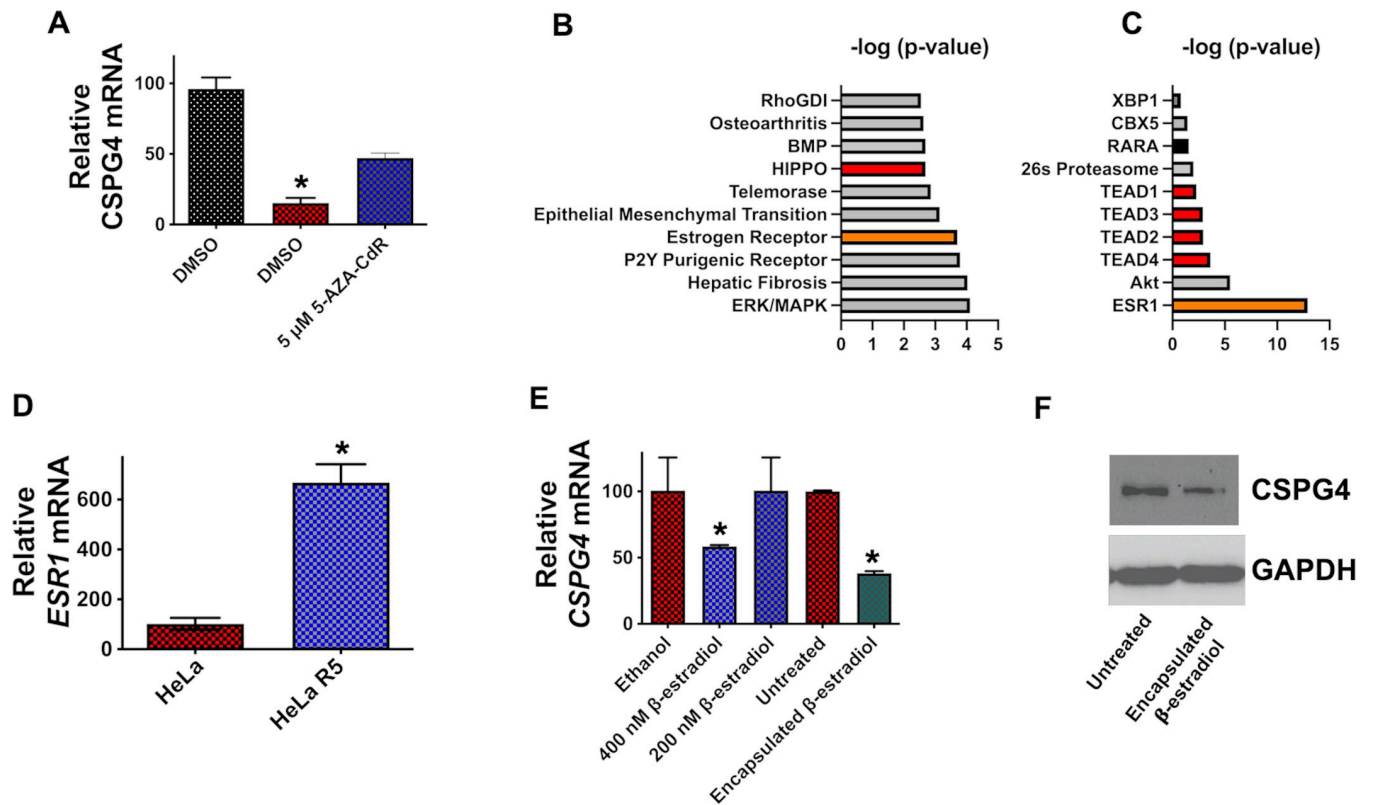 A
Relative
CSPG4 mRNA
100
50
0
*
DMSO
DMSO
5 µM 5-AZA-CdR
B
-log (p-value)
RhoGDI
Osteoarthritis
BMP
HIPPO
Telemorase
Epithelial Mesenchymal Transition
Estrogen Receptor
P2Y Purigenic Receptor
Hepatic Fibrosis
ERK/MAPK
0 1 2 3 4 5
C
-log (p-value)
XBP1
CBX5
RARA
26s Proteasome
TEAD1
TEAD3
TEAD2
TEAD4
Akt
ESR1
0 5 10 15
D
Relative
ESR1 mRNA
600
400
200
0
*
HeLa
HeLa R5
E
Relative
CSPG4 mRNA
100
50
0
*
*
Ethanol
400 nM β-estradiol
200 nM β-estradiol
Untreated
Encapsulated β-estradiol
F
CSPG4
GAPDH
Untreated
Encapsulated
β-estradiol